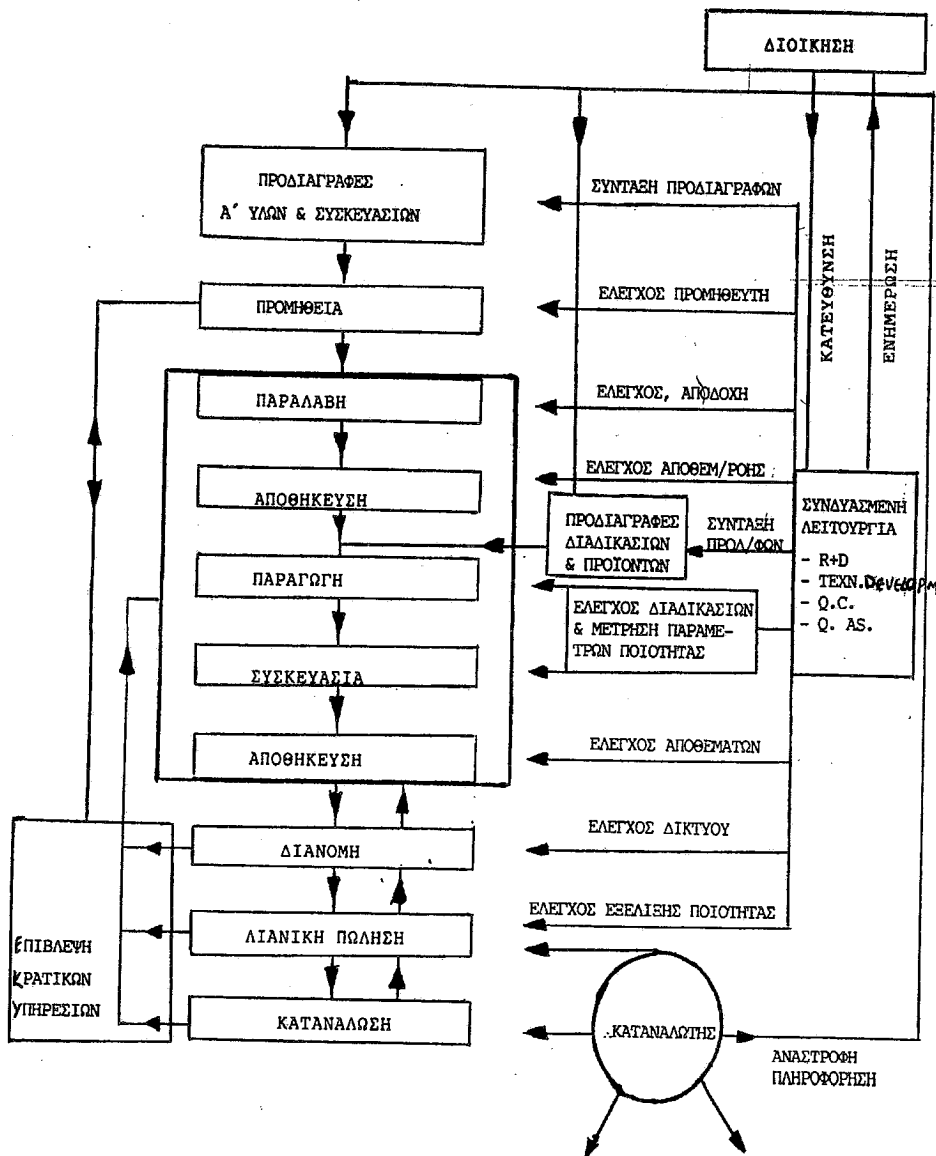 ΔΙΟΙΚΗΣΗ
ΠΡΟΔΙΑΓΡΑΦΕΣ
Α΄ ΥΛΩΝ & ΣΥΣΚΕΥΑΣΙΩΝ
ΣΥΝΤΑΞΗ ΠΡΟΔΙΑΓΡΑΦΩΝ
ΚΑΤΕΥΘΥΝΣΗ
ΕΝΗΜΕΡΩΣΗ
ΠΡΟΜΗΘΕΙΑ
ΕΛΕΓΧΟΣ ΠΡΟΜΗΘΕΥΤΗ
ΠΑΡΑΛΑΒΗ
ΕΛΕΓΧΟΣ, ΑΠΟΔΟΧΗ
ΑΠΟΘΗΚΕΥΣΗ
ΕΛΕΓΧΟΣ ΑΠΟΘΕΜ/ΡΟΗΣ
ΠΡΟΔΙΑΓΡΑΦΕΣ
ΔΙΑΔΙΚΑΣΙΩΝ
& ΠΡΟΪΟΝΤΩΝ
ΣΥΝΤΑΞΗ
ΠΡΟΔ/ΦΩΝ
ΣΥΝΔΥΑΣΜΕΝΗ
ΛΕΙΤΟΥΡΓΙΑ
- R+D
- ΤΕΧΝ. DEVELOPM
- Q.C.
- Q. AS.
ΠΑΡΑΓΩΓΗ
ΕΛΕΓΧΟΣ ΔΙΑΔΙΚΑΣΙΩΝ
& ΜΕΤΡΗΣΗ ΠΑΡΑΜΕ-
ΤΡΩΝ ΠΟΙΟΤΗΤΑΣ
ΣΥΣΚΕΥΑΣΙΑ
ΑΠΟΘΗΚΕΥΣΗ
ΕΛΕΓΧΟΣ ΑΠΟΘΕΜΑΤΩΝ
ΔΙΑΝΟΜΗ
ΕΛΕΓΧΟΣ ΔΙΚΤΥΟΥ
ΛΙΑΝΙΚΗ ΠΩΛΗΣΗ
ΕΛΕΓΧΟΣ ΕΞΕΛΙΞΗΣ ΠΟΙΟΤΗΤΑΣ
ΕΠΙΒΛΕΨΗ
ΚΡΑΤΙΚΩΝ
ΥΠΗΡΕΣΙΩΝ
ΚΑΤΑΝΑΛΩΣΗ
ΚΑΤΑΝΑΛΩΤΗΣ
ΑΝΑΣΤΡΟΦΗ
ΠΛΗΡΟΦΟΡΗΣΗ